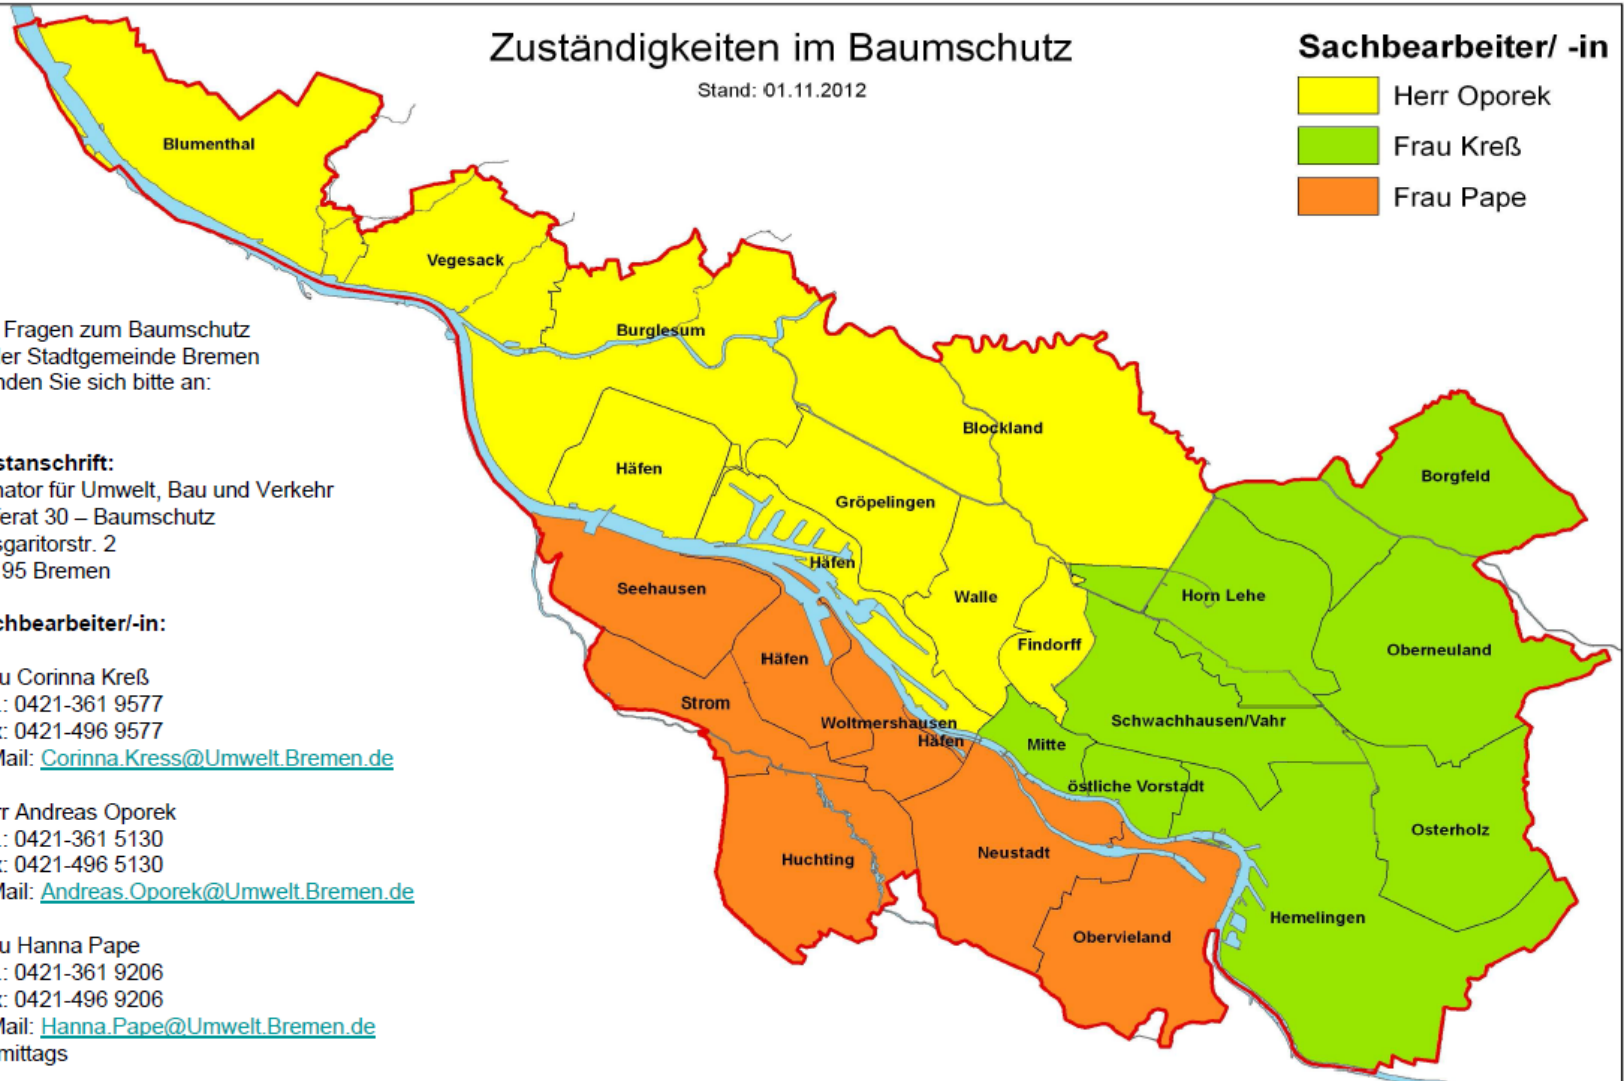 Zuständigkeiten im Baumschutz
Stand: 01.11.2012
Sachbearbeiter/ -in
Herr Oporek
Frau Kreß
Frau Pape
Fragen zum Baumschutz
der Stadtgemeinde Bremen
nden Sie sich bitte an:
stanschrift:
nator für Umwelt, Bau und Verkehr
ferat 30 – Baumschutz
sgaritorstr. 2
95 Bremen
chbearbeiter/-in:
u Corinna Kreß
.: 0421-361 9577
x: 0421-496 9577
Mail: Corinna.Kress@Umwelt.Bremen.de
rr Andreas Oporek
.: 0421-361 5130
x: 0421-496 5130
Mail: Andreas.Oporek@Umwelt.Bremen.de
u Hanna Pape
.: 0421-361 9206
x: 0421-496 9206
Mail: Hanna.Pape@Umwelt.Bremen.de
mittags
Blumenthal
Vegesack
Burglesum
Blockland
Häfen
Gröpelingen
Borgfeld
Häfen
Seehausen
Walle
Horn Lehe
Findorff
Oberneuland
Häfen
Strom
Woltmershausen
Schwachhausen/Vahr
Häfen
Mitte
östliche Vorstadt
Osterholz
Huchting
Neustadt
Hemelingen
Obervieland